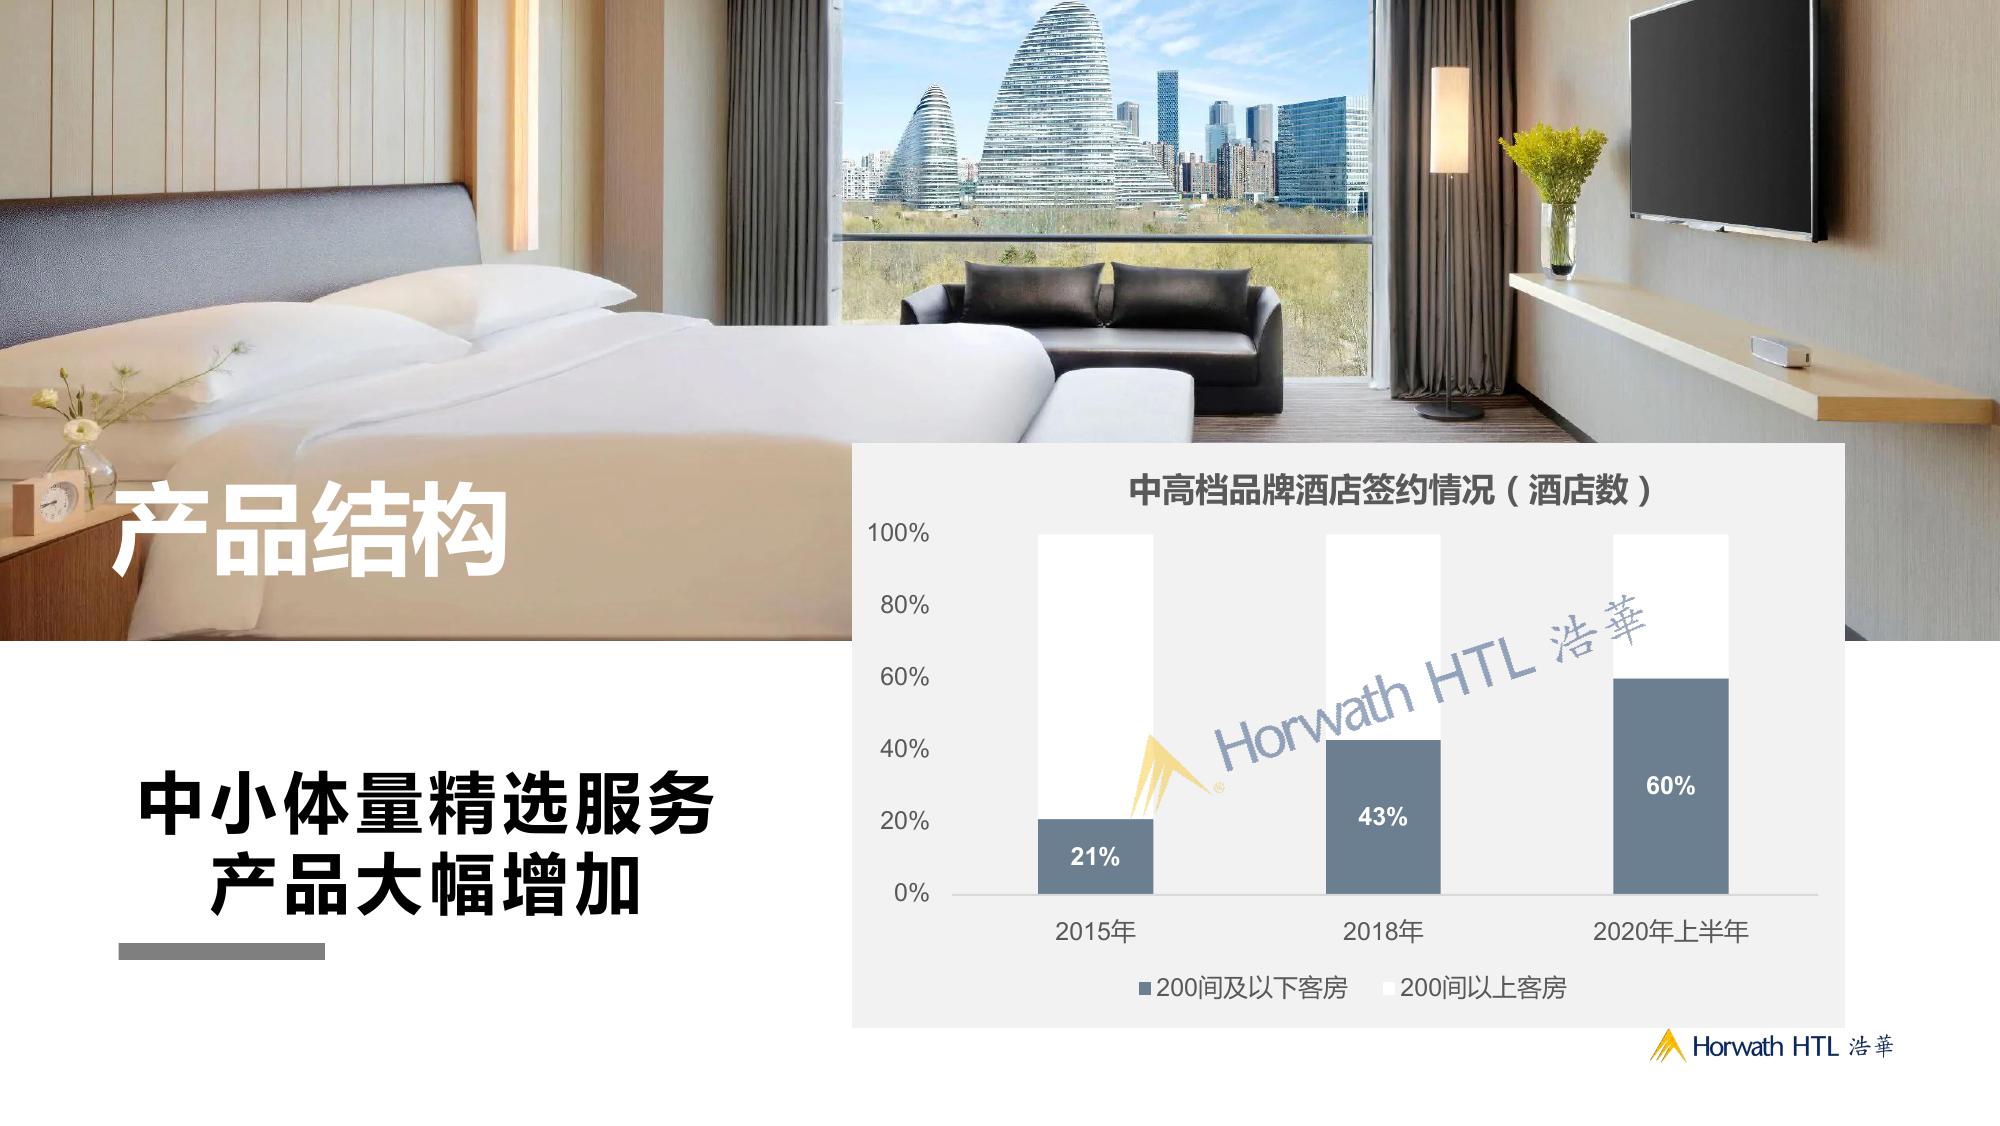 产品结构
中小体量精选服务
产品大幅增加
中高档品牌酒店签约情况（酒店数）
100%
80%
60%
40%
20%
0%
21%
43%
60%
2015年
2018年
2020年上半年
200间及以下客房
200间以上客房
Horwath HTL 浩華
®
Horwath HTL 浩華